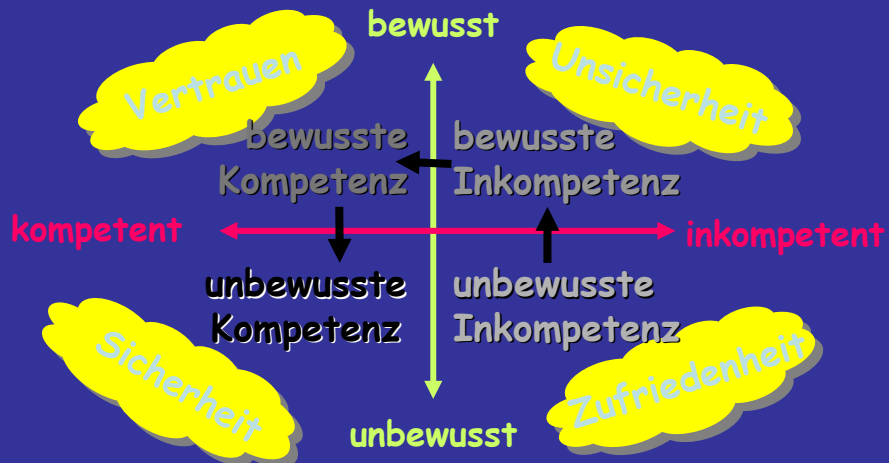 bewusst
Vertrauen
Unsicherheit
bewusste
Kompetenz
bewusste
Inkompetenz
kompetent
inkompetent
unbewusste
Kompetenz
unbewusste
Inkompetenz
Sicherheit
Zufriedenheit
unbewusst